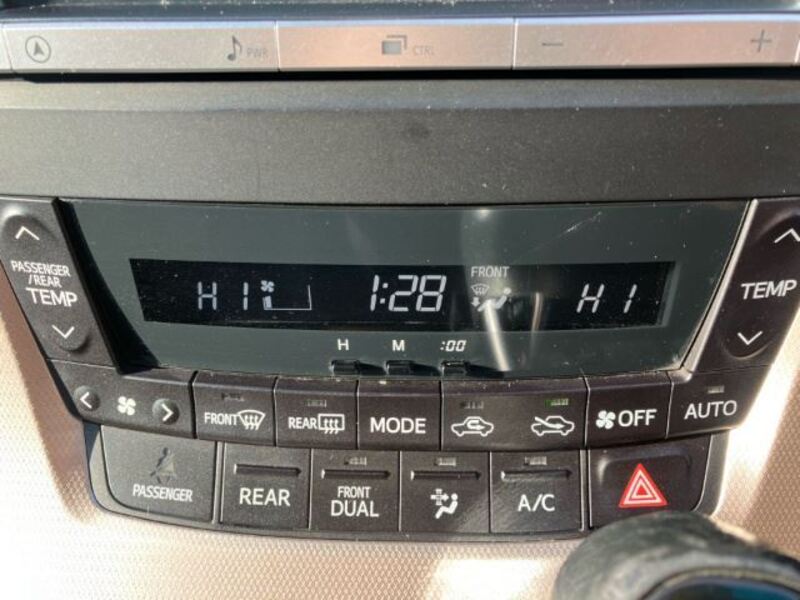 PWR CTRL
PASSENGER
/REAR
TEMP
HI 1:28 FRONT HI
TEMP
H M :00
FRONT REAR MODE OFF AUTO
PASSENGER REAR FRONT
DUAL A/C